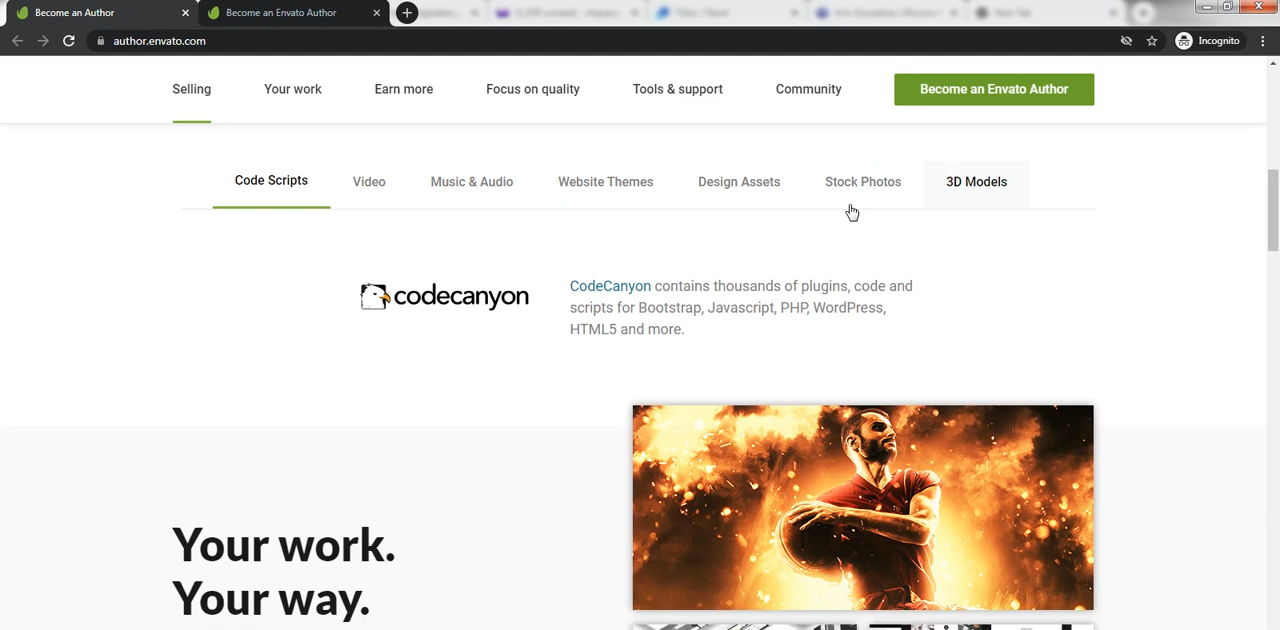 Become an Author
Become an Envato Author
author.envato.com
Incognito
Selling
Your work
Earn more
Focus on quality
Tools & support
Community
Become an Envato Author
Code Scripts
Video
Music & Audio
Website Themes
Design Assets
Stock Photos
3D Models
codecanyon
CodeCanyon contains thousands of plugins, code and
scripts for Bootstrap, Javascript, PHP, WordPress,
HTML5 and more.
Your work.
Your way.